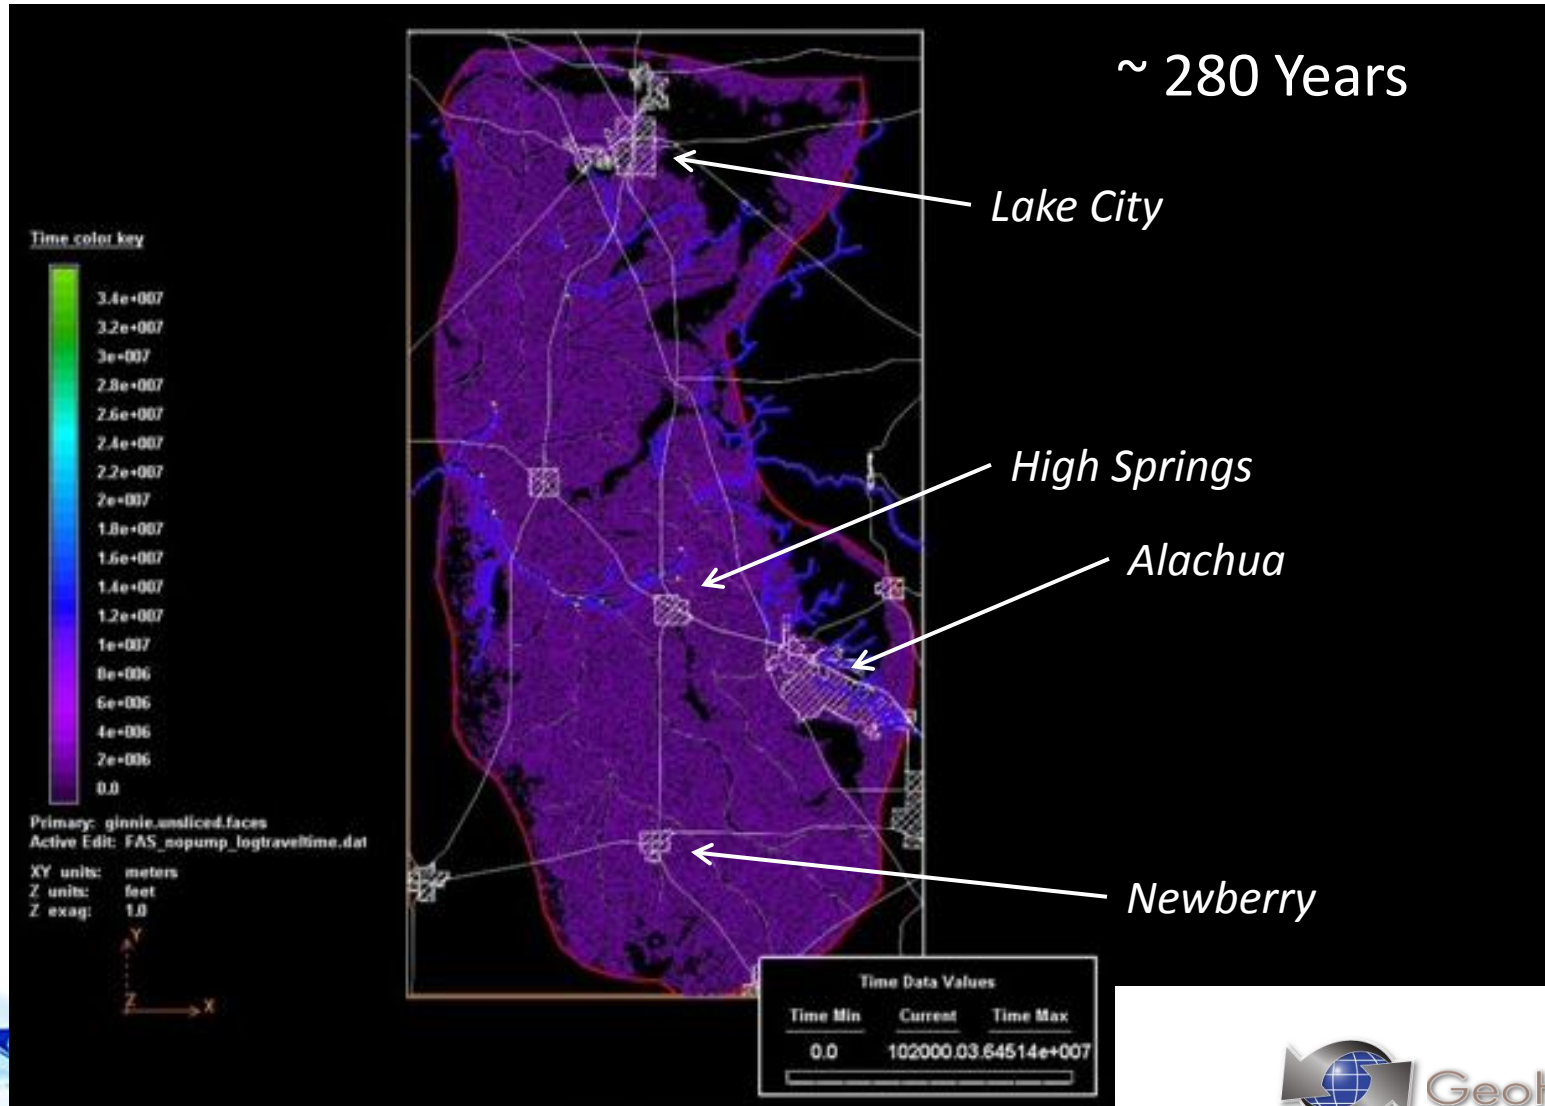 ~ 280 Years
Lake City
High Springs
Alachua
Newberry
Time color key
3.4e+007
3.2e+007
3e+007
2.8e+007
2.6e+007
2.4e+007
2.2e+007
2e+007
1.8e+007
1.6e+007
1.4e+007
1.2e+007
1e+007
8e+006
6e+006
4e+006
2e+006
0.0
Primary: ginnie.unsliced.faces
Active Edit: FAS_nopump_logtraveltime.dat
XY units: meters
Z units: feet
Z exag: 1.0
Y
Z
X
Time Data Values
Time Min Current Time Max
0.0 102000.03.64514e+007